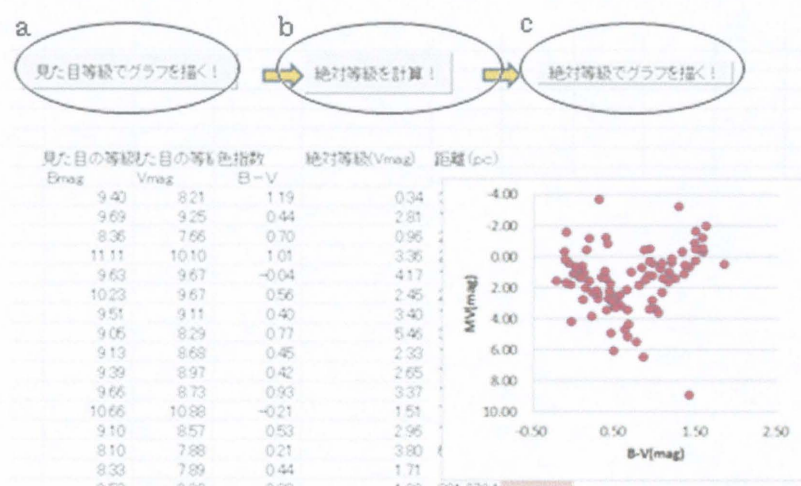 a
b
c
見た目等級でグラフを描く！
絶対等級を計算！
絶対等級でグラフを描く！
見た目の等級 見た目の等級 色指数 絶対等級(Vmag) 距離(pc)
Bmag Vmag B-V
9.40 8.21 1.19 0.34
9.69 9.25 0.44 2.81
8.36 7.66 0.70 0.96
11.11 10.10 1.01 3.36
9.63 9.67 -0.04 4.17
10.23 9.67 0.56 2.45
9.51 9.11 0.40 3.40
9.05 8.29 0.77 5.46
9.13 8.68 0.45 2.33
9.39 8.97 0.42 2.65
9.66 8.73 0.93 3.37
10.66 10.88 -0.21 1.51
9.10 8.57 0.53 2.95
8.10 7.88 0.21 3.80
8.33 7.89 0.44 1.71
-4.00
-2.00
0.00
2.00
4.00
6.00
8.00
10.00
MV[mag]
-0.50 0.50 1.50 2.50
B-V[mag]